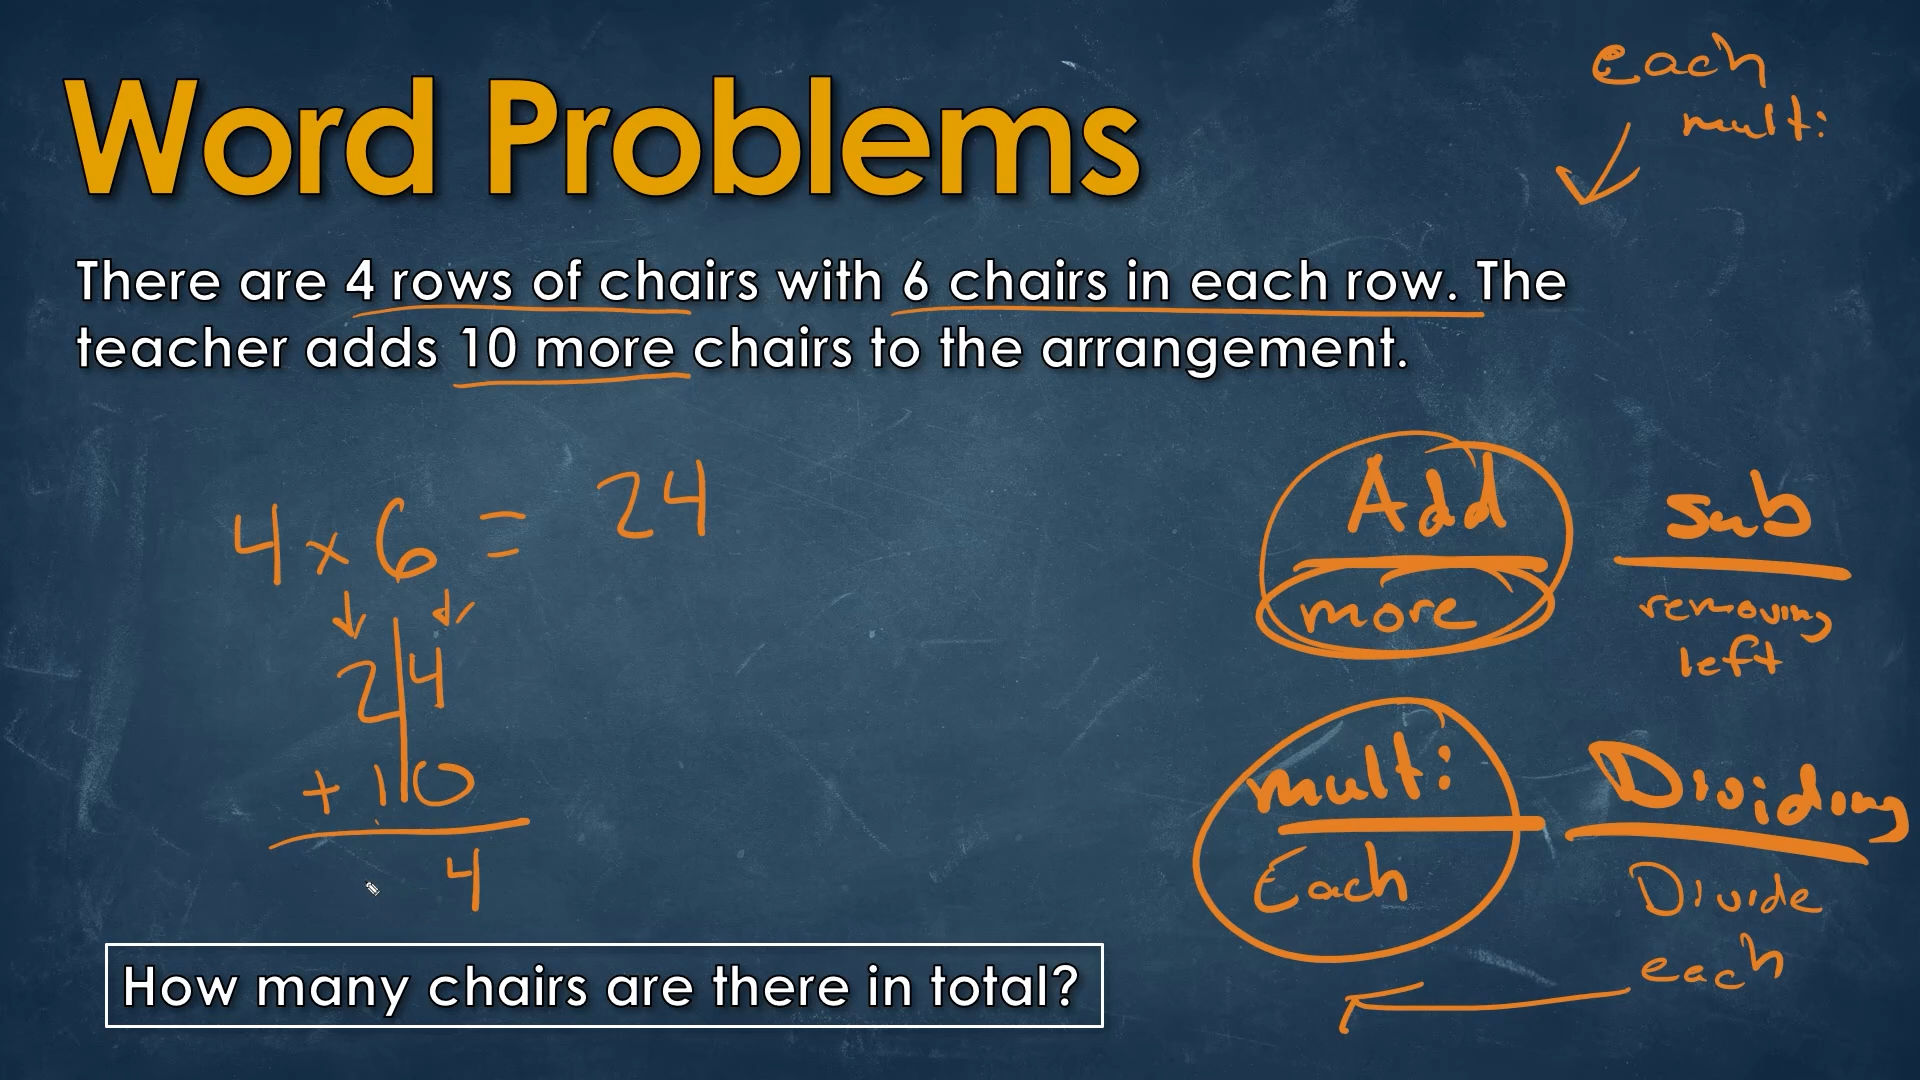 each
mult:
Word Problems
There are 4 rows of chairs with 6 chairs in each row. The
teacher adds 10 more chairs to the arrangement.
4 x 6 = 24
24
+ 10
4
Add
more
sub
removing
left
mult:
Each
Dividing
Divide
each
How many chairs are there in total?